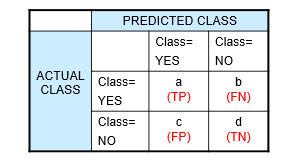 PREDICTED CLASS
ACTUAL
CLASS
Class=
YES
Class=
NO
Class=
YES
a
(TP)
b
(FN)
Class=
NO
c
(FP)
d
(TN)